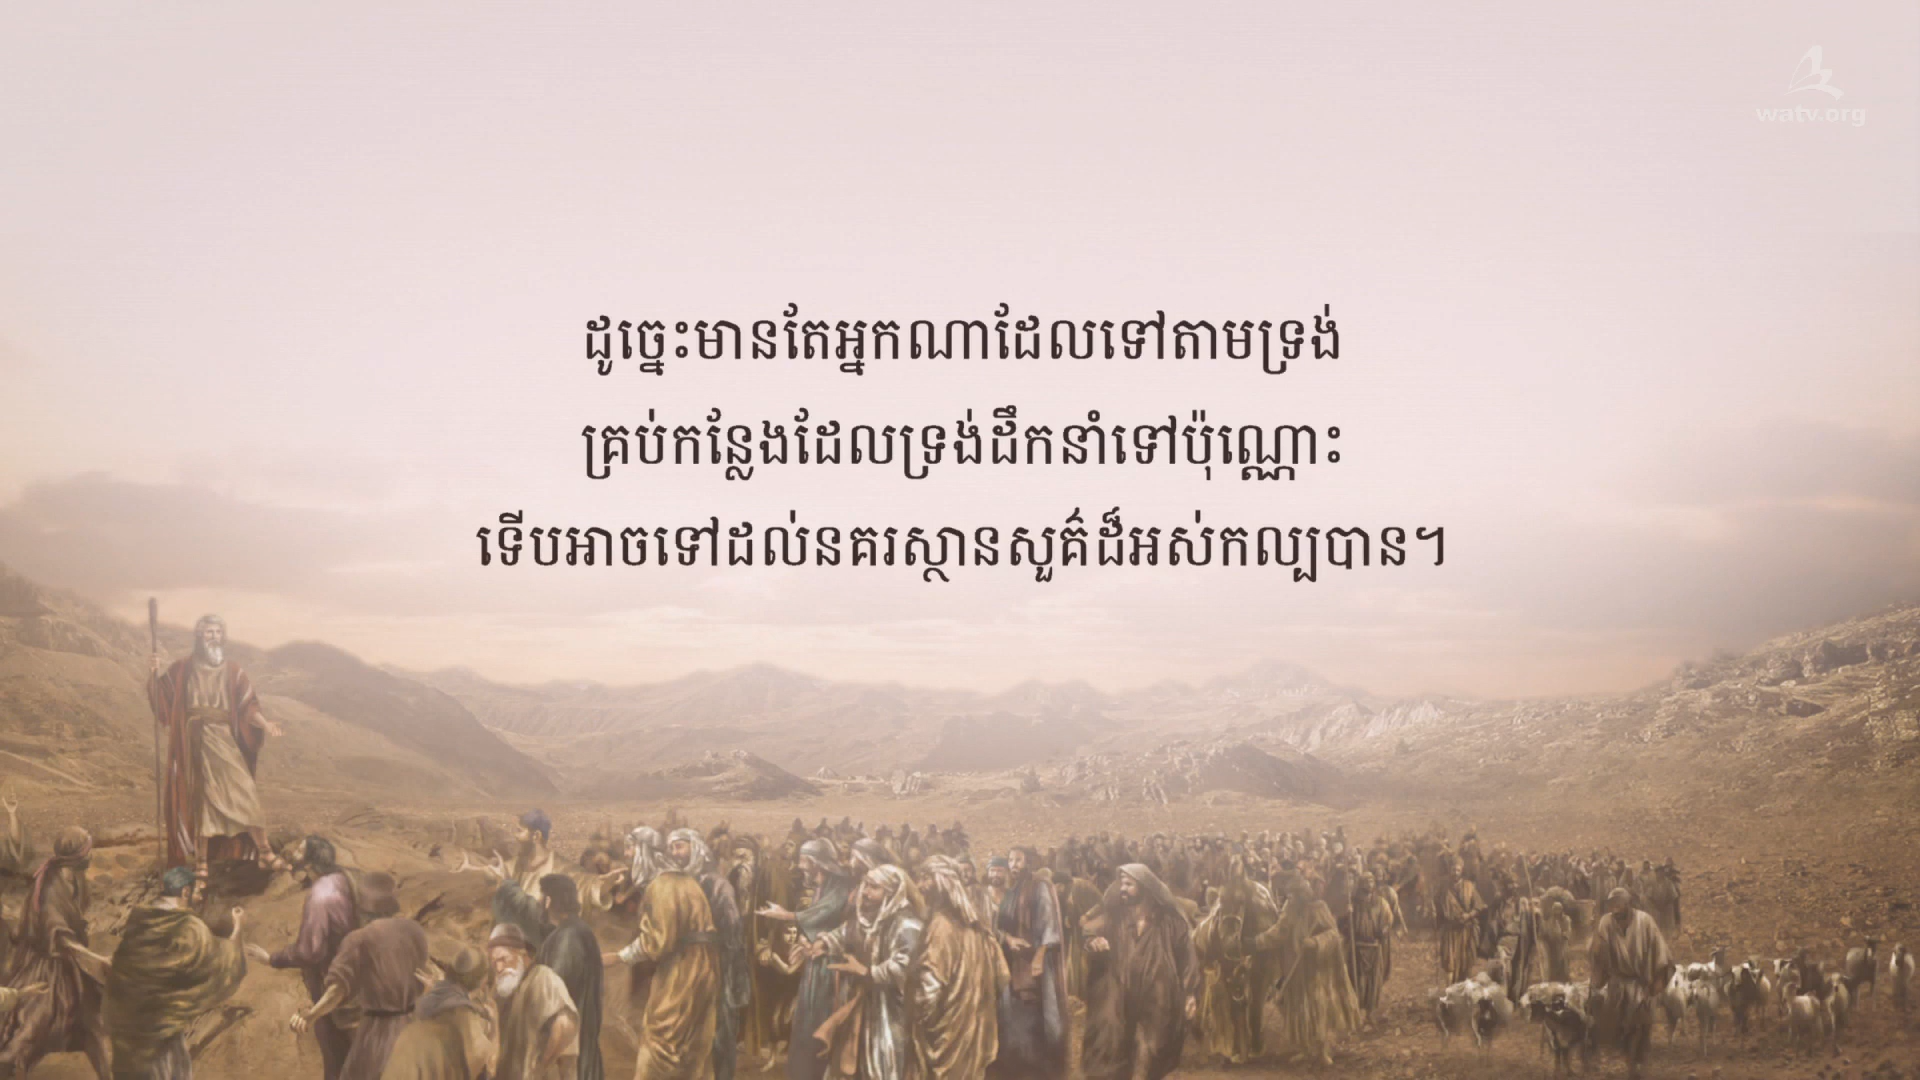 watv.org
ដូច្នេះមានតែអ្នកណាដែលទៅតាមទ្រង់
គ្រប់កន្លែងដែលទ្រង់ដឹកនាំទៅប៉ុណ្ណោះ
ទើបអាចទៅដល់នគរស្ថានសួគ៌ដ៏អស់កល្បបាន។